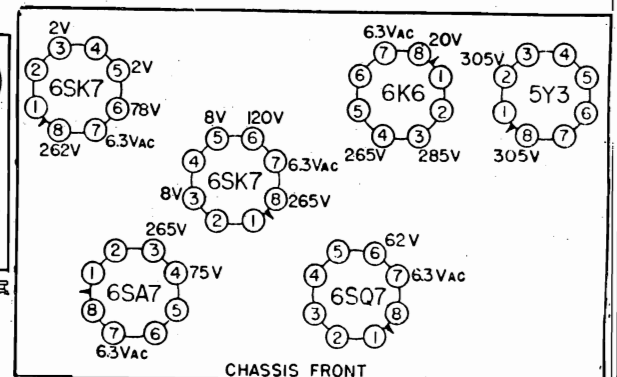 2V
3 4
2 5 2V
6SK7
1 6 78V
8 7 6.3VAC
262V
8V 120V
5 6
4 7 6.3VAC
6SK7
8V 3 8 265V
2 1
6.3VAC 20V
7 8
6 1
6K6
5 2
4 3
265V 285V
3 4
305V 2 5
5Y3
1 6
8 7
305V
265V
2 3
1 4 75V
6SA7
8 5
7 6
6.3VAC
5 6 62V
4 7 6.3VAC
6SQ7
3 8
2 1
CHASSIS FRONT